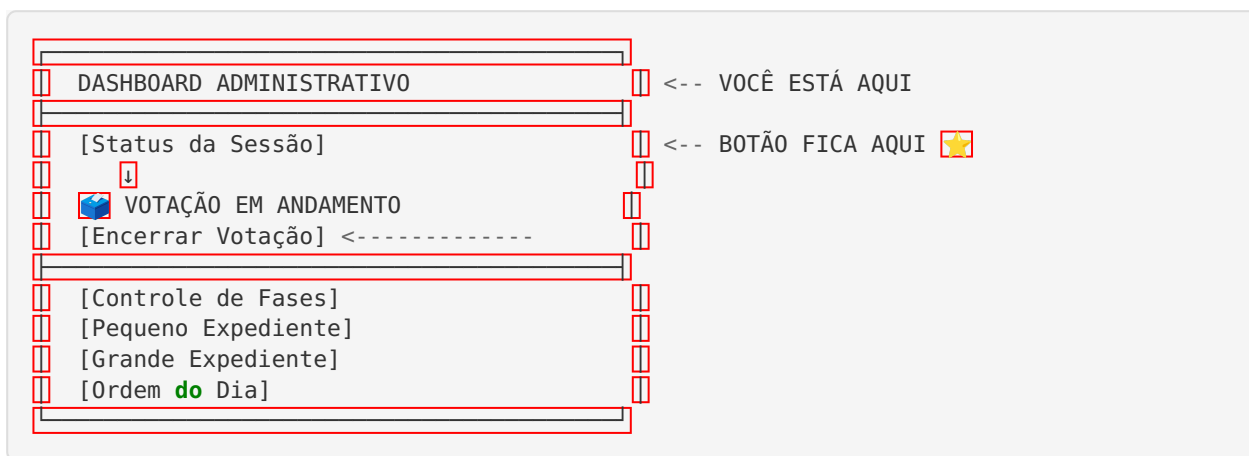 ┌─────────────────────────────────────┐
│  DASHBOARD ADMINISTRATIVO │ <-- VOCÊ ESTÁ AQUI
├─────────────────────────────────────┤
│  [Status da Sessão] │ <-- BOTÃO FICA AQUI ⭐
│     ↓ │
│  🗳️ VOTAÇÃO EM ANDAMENTO │
│  [Encerrar Votação] <------------- │
├─────────────────────────────────────┤
│  [Controle de Fases] │
│  [Pequeno Expediente] │
│  [Grande Expediente] │
│  [Ordem do Dia] │
└─────────────────────────────────────┘